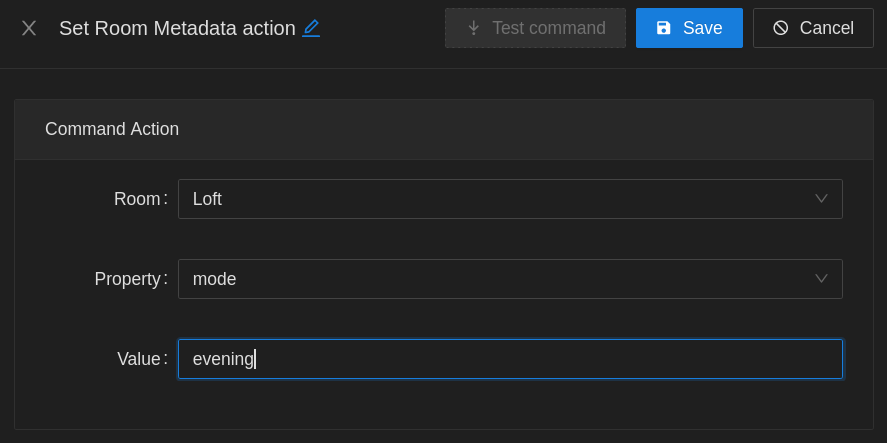 Set Room Metadata action
Test command
Save
Cancel
Command Action
Room: Loft
Property: mode
Value: evening